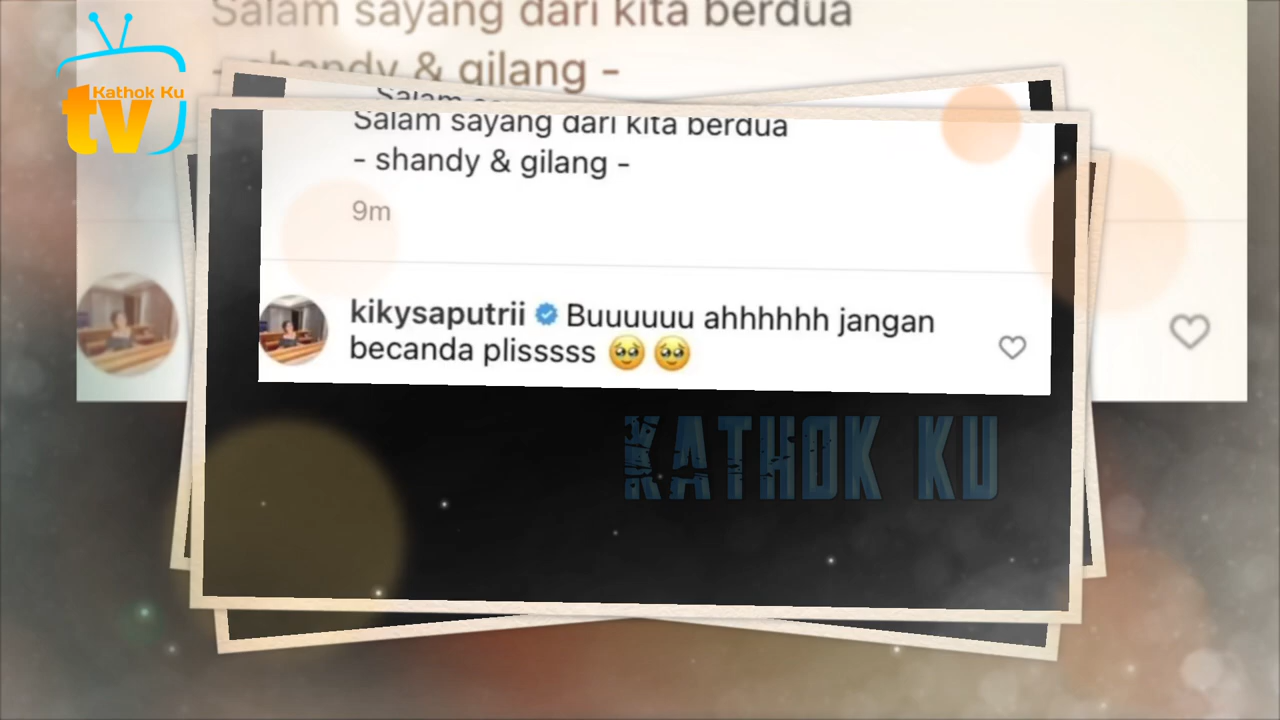 Salam sayang dari kita berdua
- shandy & gilang -
Kathok Ku
tv
Salam sayang dari kita berdua
- shandy & gilang -
9m
kikysaputrii Buuuuuu ahhhhhh jangan
becanda plisssss 🥹 🥹
KATHOK KU